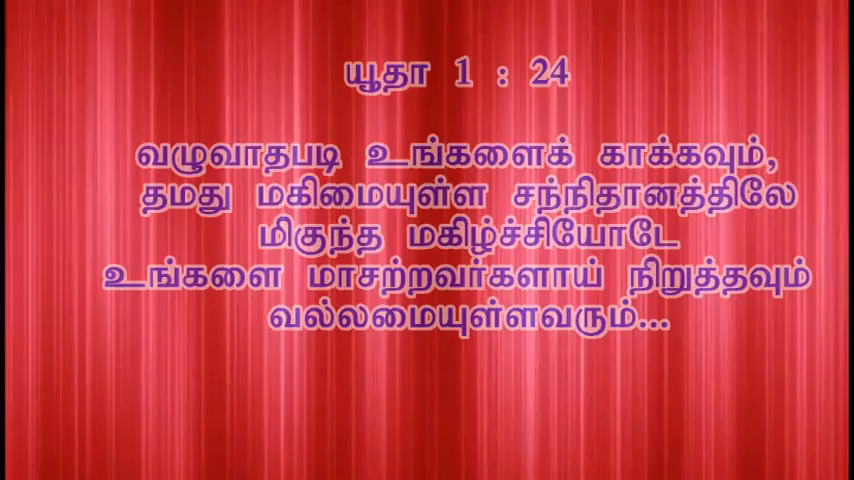 யூதா 1 : 24
வழுவாதபடி உங்களைக் காக்கவும்,
தமது மகிமையுள்ள சந்நிதானத்திலே
மிகுந்த மகிழ்ச்சியோடே
உங்களை மாசற்றவர்களாய் நிறுத்தவும்
வல்லமையுள்ளவரும்...